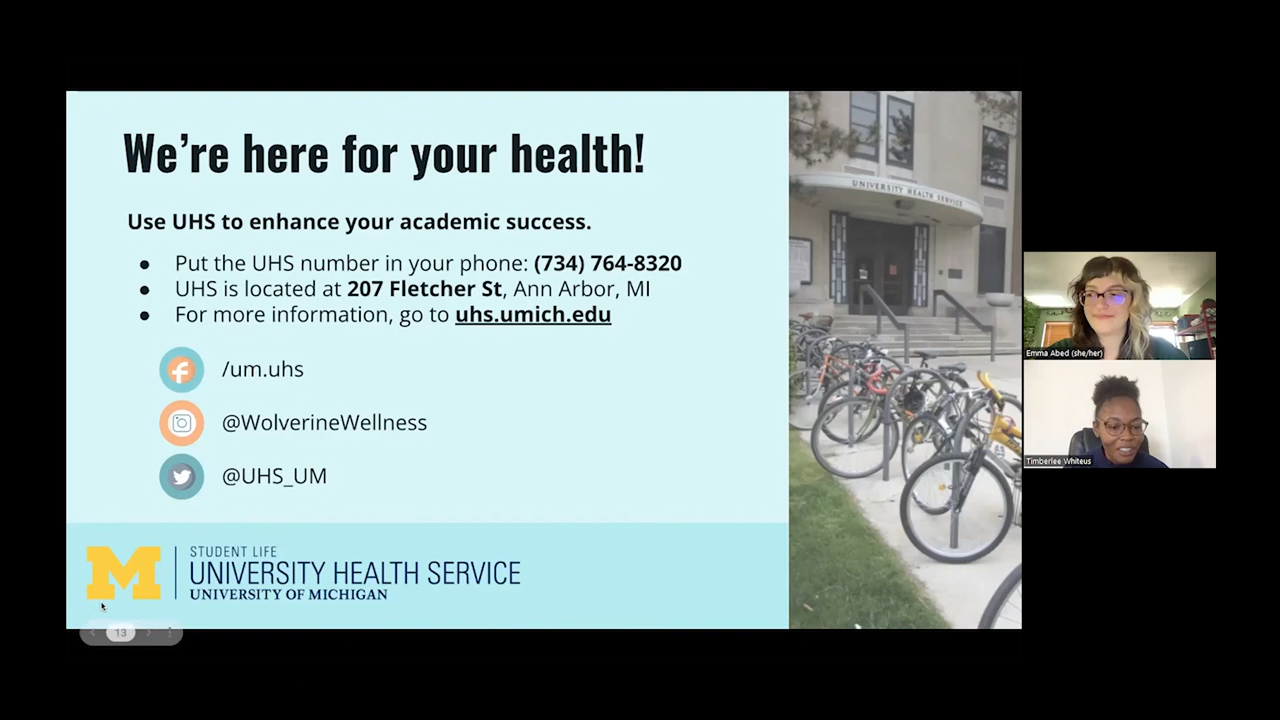 We're here for your health!
Use UHS to enhance your academic success.
● Put the UHS number in your phone: (734) 764-8320
● UHS is located at 207 Fletcher St, Ann Arbor, MI
● For more information, go to uhs.umich.edu
/um.uhs
@WolverineWellness
@UHS_UM
M
STUDENT LIFE
UNIVERSITY HEALTH SERVICE
UNIVERSITY OF MICHIGAN
13
UNIVERSITY HEALTH SERVICE
Emma Abed (she/her)
Timberlee Whiteus